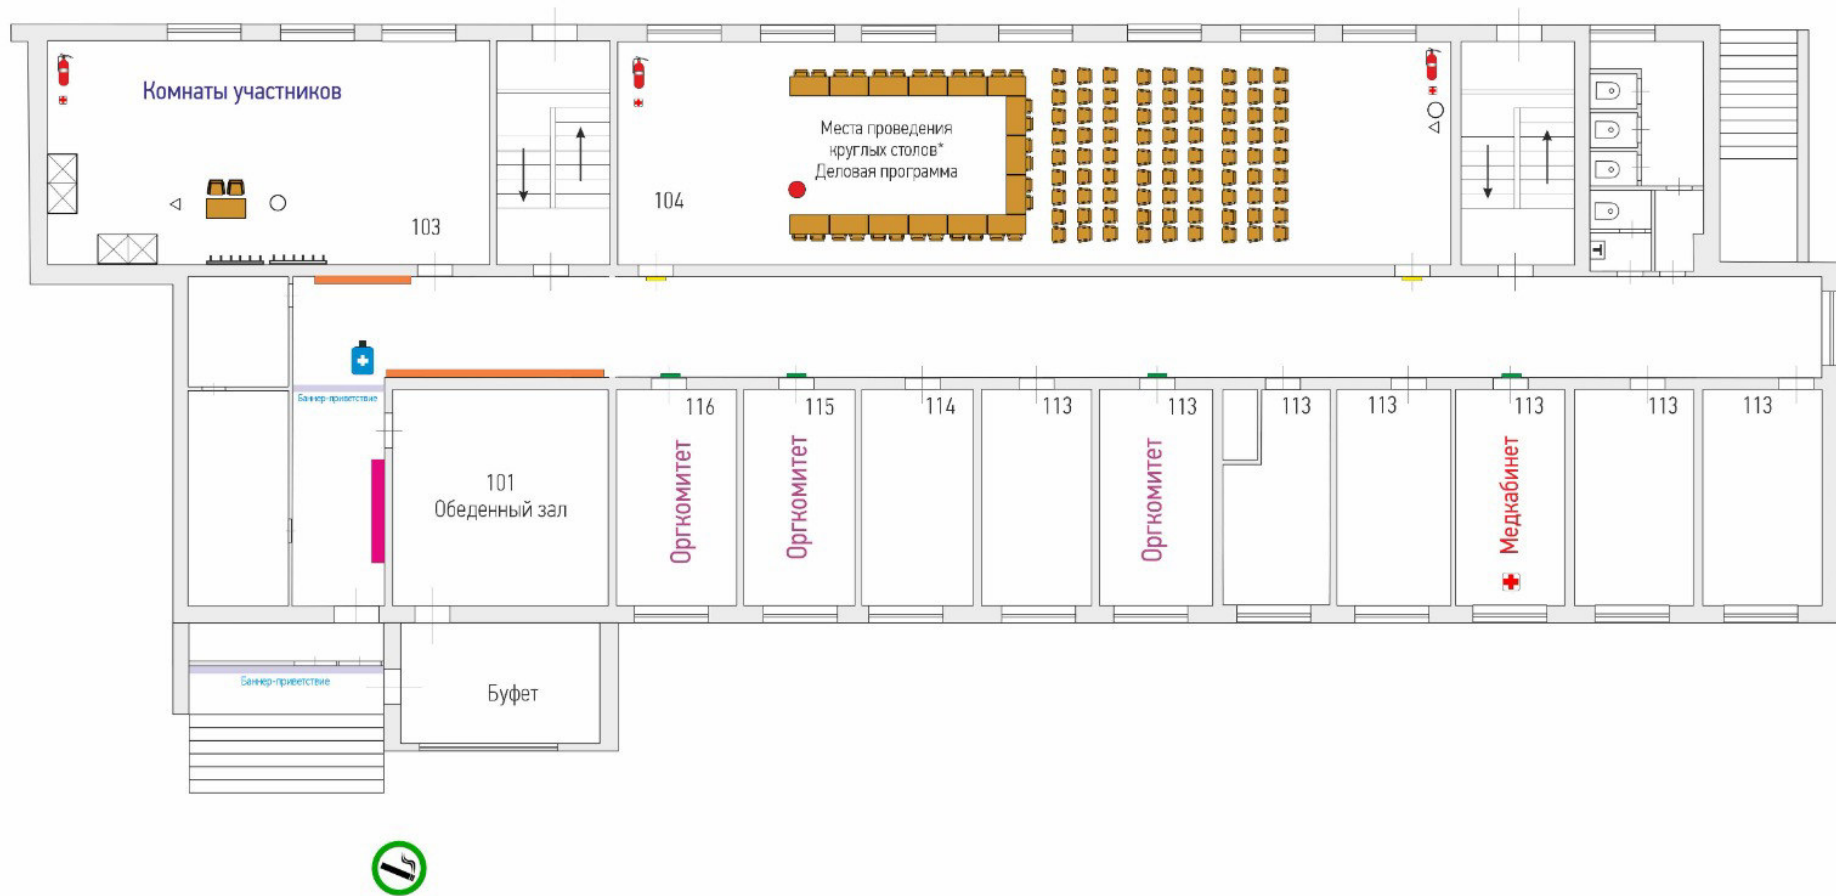 Комнаты участников
103
Места проведения
круглых столов*
Деловая программа
104
Баннер-приветствие
101
Обеденный зал
116
Оргкомитет
115
Оргкомитет
114
113
113
Оргкомитет
113
113
113
Медкабинет
113
113
Баннер-приветствие
Буфет
T